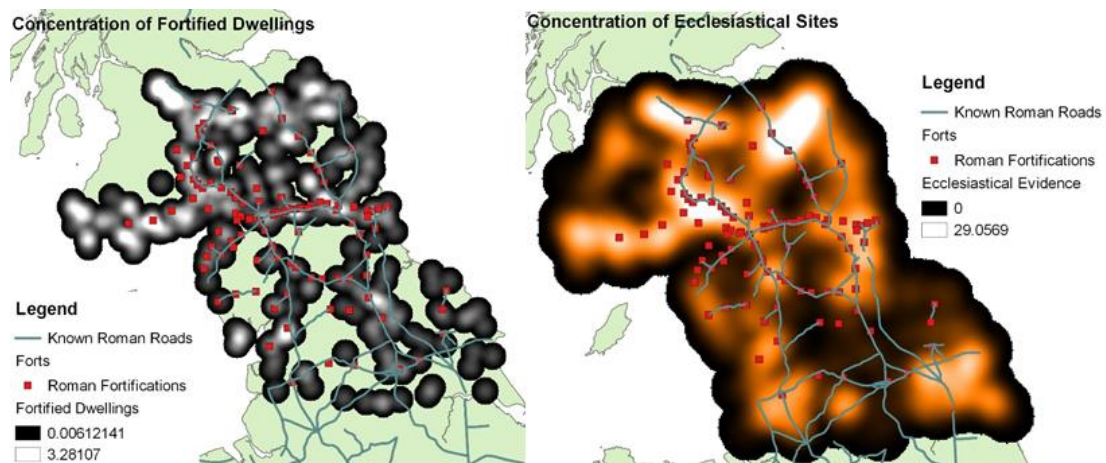 Concentration of Fortified Dwellings
Legend
Known Roman Roads
Forts
Roman Fortifications
Fortified Dwellings
0.00612141
3.28107
Concentration of Ecclesiastical Sites
Legend
Known Roman Roads
Forts
Roman Fortifications
Ecclesiastical Evidence
0
29.0569